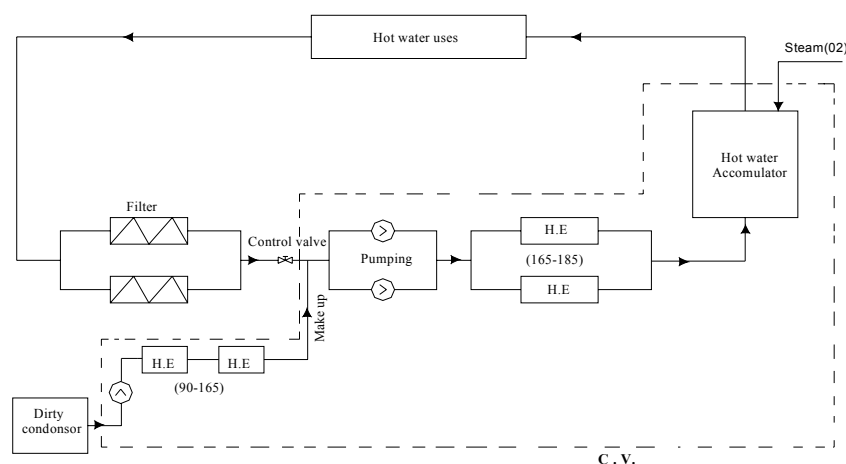 Hot water uses
Steam(02)
Hot water
Accomulator
Filter
Control valve
Pumping
H.E
(165-185)
H.E
Make up
H.E
H.E
(90-165)
Dirty
condonsor
C . V.